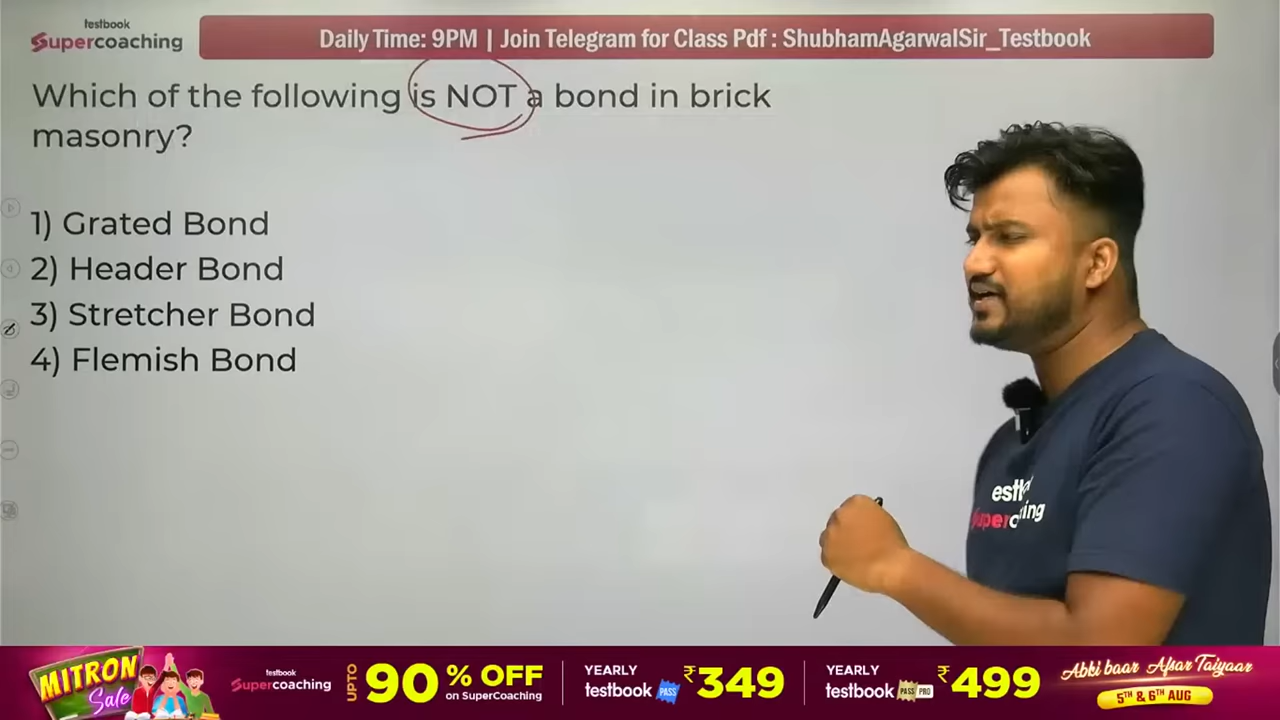 testbook
Supercoaching
Daily Time: 9PM | Join Telegram for Class Pdf : ShubhamAgarwalSir_Testbook
Which of the following is NOT a bond in brick
masonry?
1) Grated Bond
2) Header Bond
3) Stretcher Bond
4) Flemish Bond
MITRON
Sale
testbook
Supercoaching
UPTO 90% OFF
on SuperCoaching
YEARLY
testbook PASS
₹349
YEARLY
testbook PASS PRO
₹499
Abki baar Afsar Taiyaar
5TH & 6TH AUG